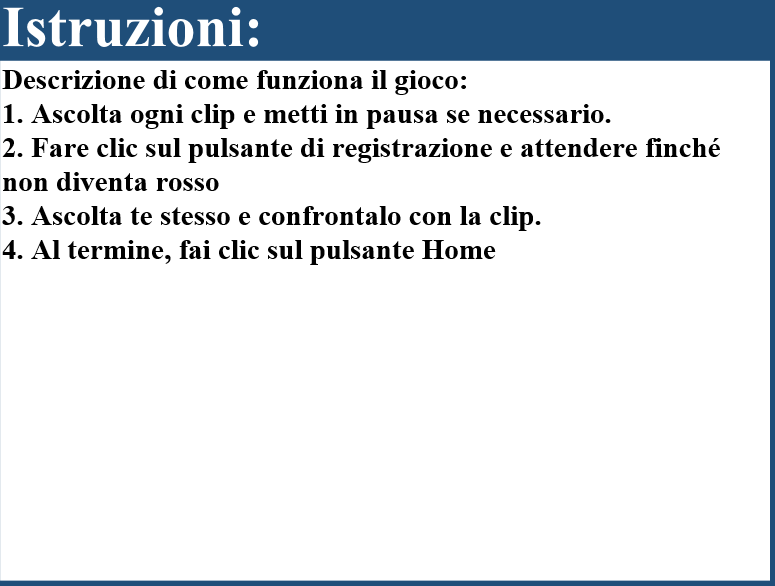 Istruzioni:
Descrizione di come funziona il gioco:
1. Ascolta ogni clip e metti in pausa se necessario.
2. Fare clic sul pulsante di registrazione e attendere finché
non diventa rosso
3. Ascolta te stesso e confrontalo con la clip.
4. Al termine, fai clic sul pulsante Home